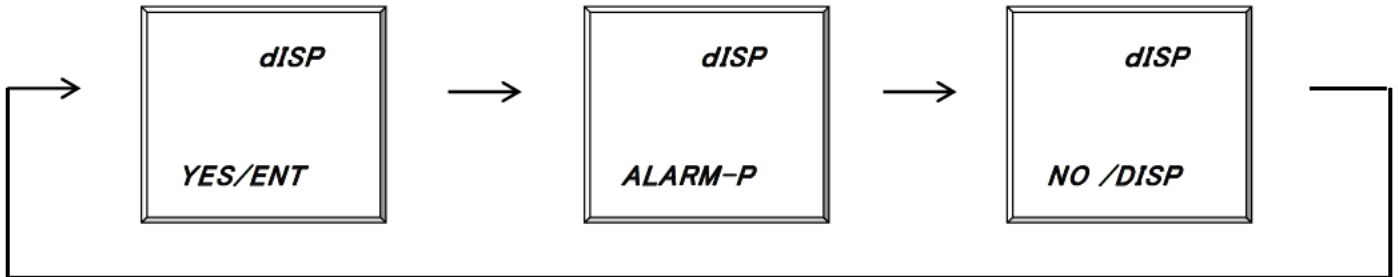 dISP
YES/ENT
dISP
ALARM-P
dISP
NO /DISP